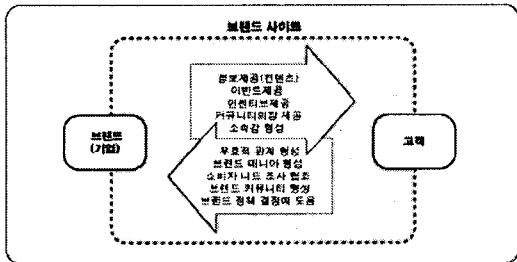 브랜드 사이트
정보제공(컨텐츠)
이벤트제공
인센티브제공
커뮤니티의장 제공
소속감 형성
브랜드
(기업)
고객
우호적 관계 형성
브랜드 매니아 형성
소비자 니드 조사 협조
브랜드 커뮤니티 형성
브랜드 정책 결정에 도움